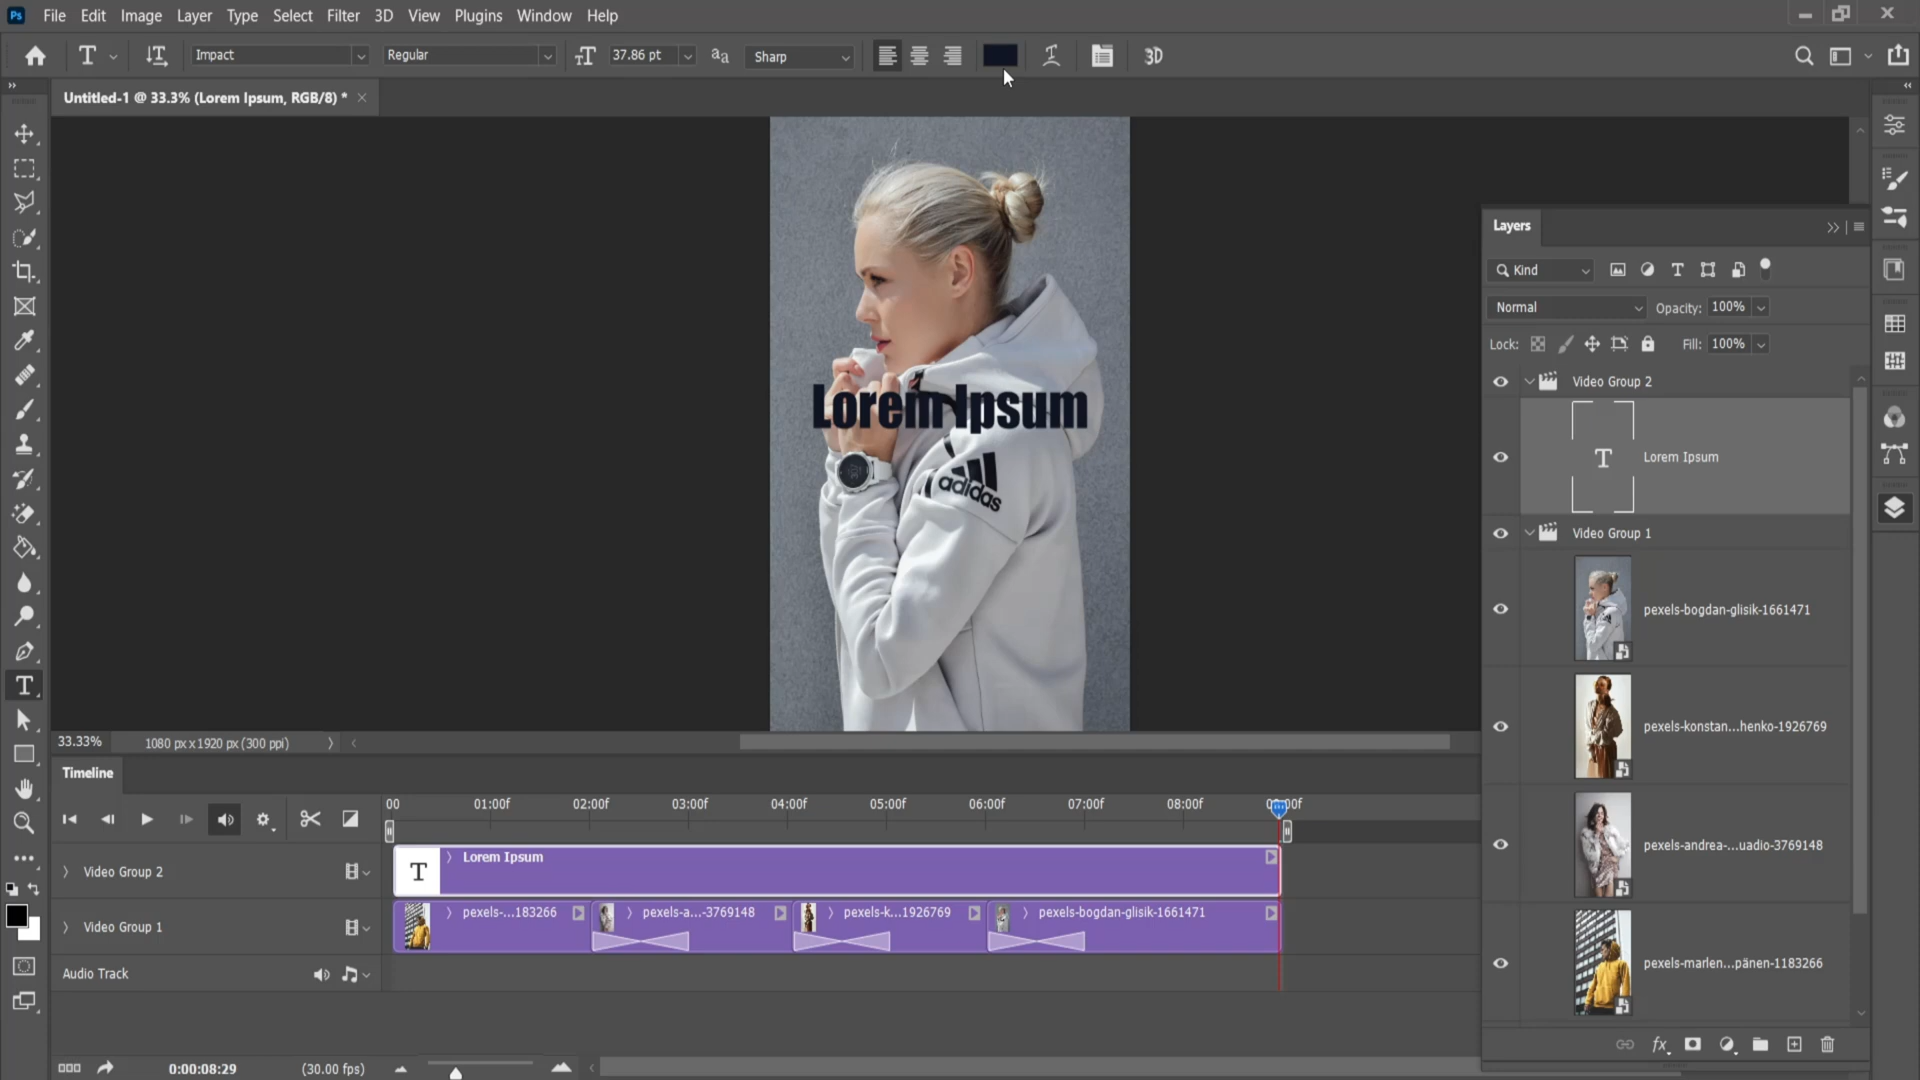 Ps File Edit Image Layer Type Select Filter 3D View Plugins Window Help
T Impact Regular 37.86 pt aa Sharp 3D
Untitled-1 @ 33.3% (Lorem Ipsum, RGB/8) * ×
Lorem Ipsum
adidas
33.33% 1080 px x 1920 px (300 ppi)
Layers
Kind
Normal Opacity: 100%
Lock: Fill: 100%
Video Group 2
T Lorem Ipsum
Video Group 1
pexels-bogdan-glisik-1661471
pexels-konstan...henko-1926769
pexels-andrea-...uadio-3769148
pexels-marlen...pänen-1183266
fx
Timeline
00 01:00f 02:00f 03:00f 04:00f 05:00f 06:00f 07:00f 08:00f
Video Group 2
T Lorem Ipsum
Video Group 1
pexels-...183266 pexels-a...-3769148 pexels-k...1926769 pexels-bogdan-glisik-1661471
Audio Track
0:00:08:29 (30.00 fps)